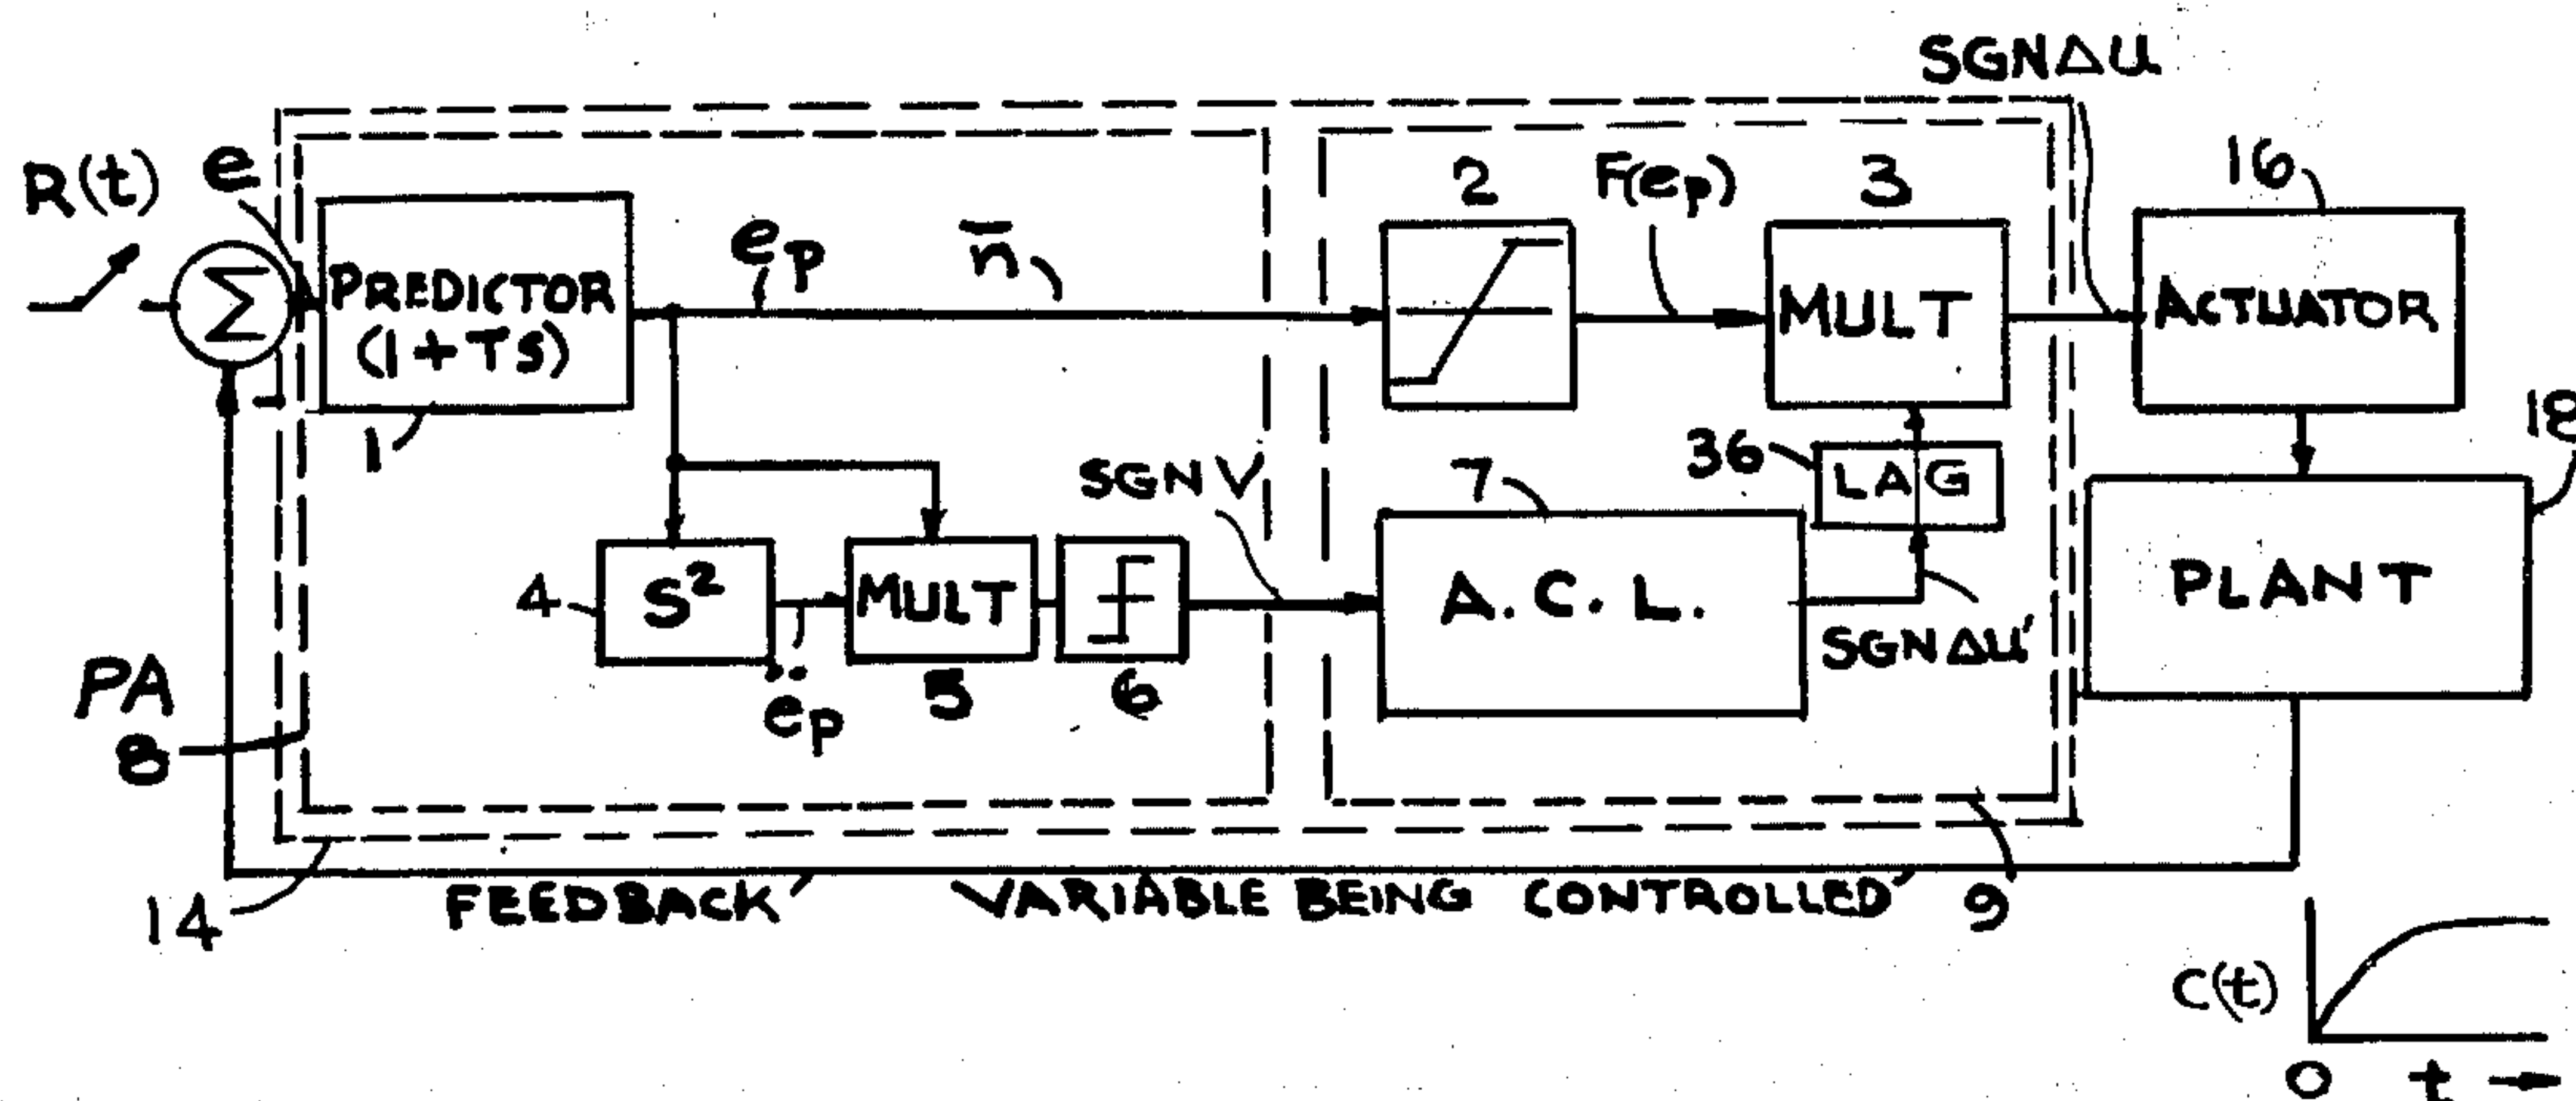 SGNΔU
R(t)
e
2
F(ep)
3
16
PREDICTOR
(1+TS)
ep
n̄
MULT
ACTUATOR
1
18
SGN V
7
36
LAG
4
S²
MULT
A.C.L.
PLANT
SGNΔU'
ëp
5
6
PA
8
Σ
-
14
FEEDBACK
VARIABLE BEING CONTROLLED
9
C(t)
0
t